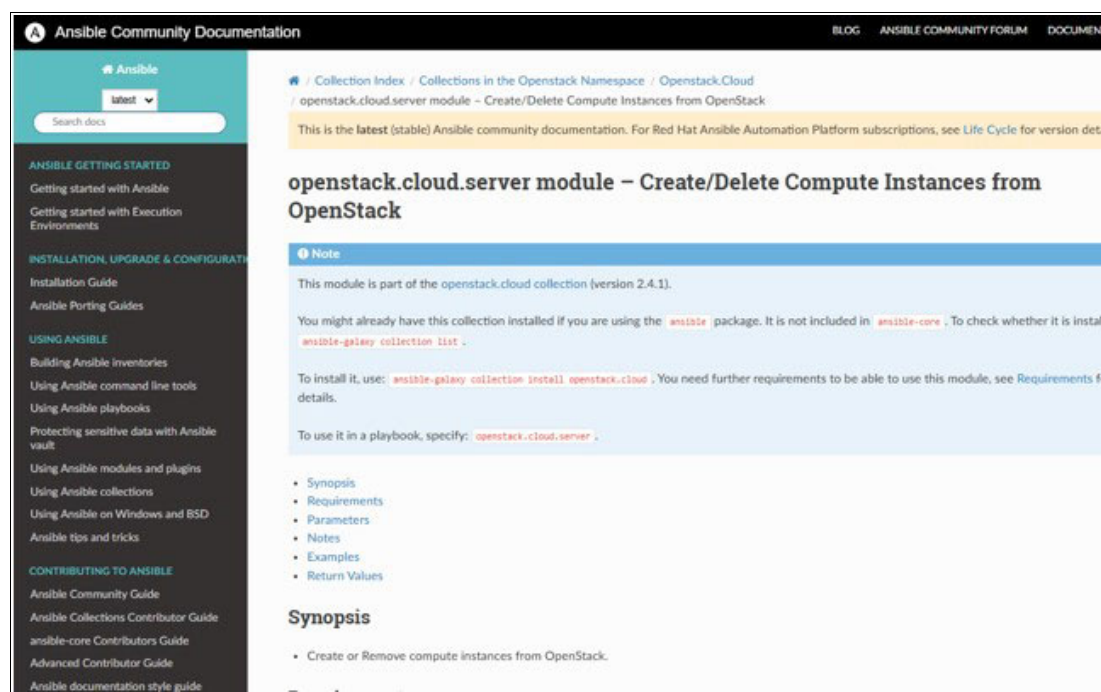 A Ansible Community Documentation
BLOG ANSIBLE COMMUNITY FORUM
Ansible
latest
Search docs
ANSIBLE GETTING STARTED
Getting started with Ansible
Getting started with Execution
Environments
INSTALLATION, UPGRADE &
Installation Guide
Ansible Porting Guides
USING ANSIBLE
Building Ansible inventories
Using Ansible command line tools
Using Ansible playbooks
Protecting sensitive data with Ansible
vault
Using Ansible modules and plugins
Using Ansible collections
Using Ansible on Windows and BSD
Ansible tips and tricks
CONTRIBUTING TO ANSIBLE
Ansible Community Guide
Ansible Collections Contributor Guide
ansible-core Contributors Guide
Advanced Contributor Guide
Ansible documentation style guide
/ Collection Index / Collections in the Openstack Namespace / Openstack.Cloud
/ openstack.cloud.server module – Create/Delete Compute Instances from OpenStack
This is the latest (stable) Ansible community documentation. For Red Hat Ansible Automation Platform subscriptions, see Life Cycle for version
openstack.cloud.server module – Create/Delete Compute Instances from
OpenStack
Note
This module is part of the openstack.cloud collection (version 2.4.1).
You might already have this collection installed if you are using the ansible package. It is not included in ansible-core . To check whether it is
ansible-galaxy collection list .
To install it, use: ansible-galaxy collection install openstack.cloud . You need further requirements to be able to use this module, see Requirements
details.
To use it in a playbook, specify: openstack.cloud.server .
• Synopsis
• Requirements
• Parameters
• Notes
• Examples
• Return Values
Synopsis
• Create or Remove compute instances from OpenStack.